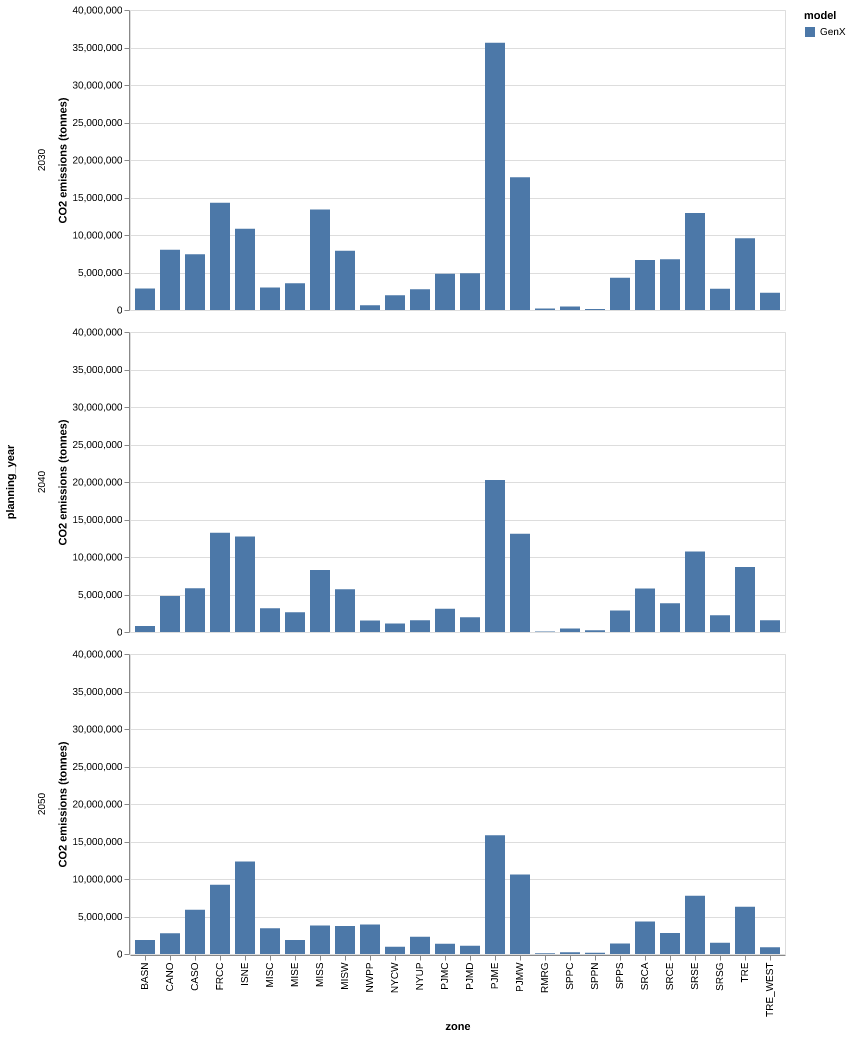 model
GenX
planning_year
2030
CO2 emissions (tonnes)
40,000,000
35,000,000
30,000,000
25,000,000
20,000,000
15,000,000
10,000,000
5,000,000
0
2040
CO2 emissions (tonnes)
40,000,000
35,000,000
30,000,000
25,000,000
20,000,000
15,000,000
10,000,000
5,000,000
0
2050
CO2 emissions (tonnes)
40,000,000
35,000,000
30,000,000
25,000,000
20,000,000
15,000,000
10,000,000
5,000,000
0
BASN
CANO
CASO
FRCC
ISNE
MISC
MISE
MISS
MISW
NWPP
NYCW
NYUP
PJMC
PJMD
PJME
PJMW
RMRG
SPPC
SPPN
SPPS
SRCA
SRCE
SRSE
SRSG
TRE
TRE_WEST
zone